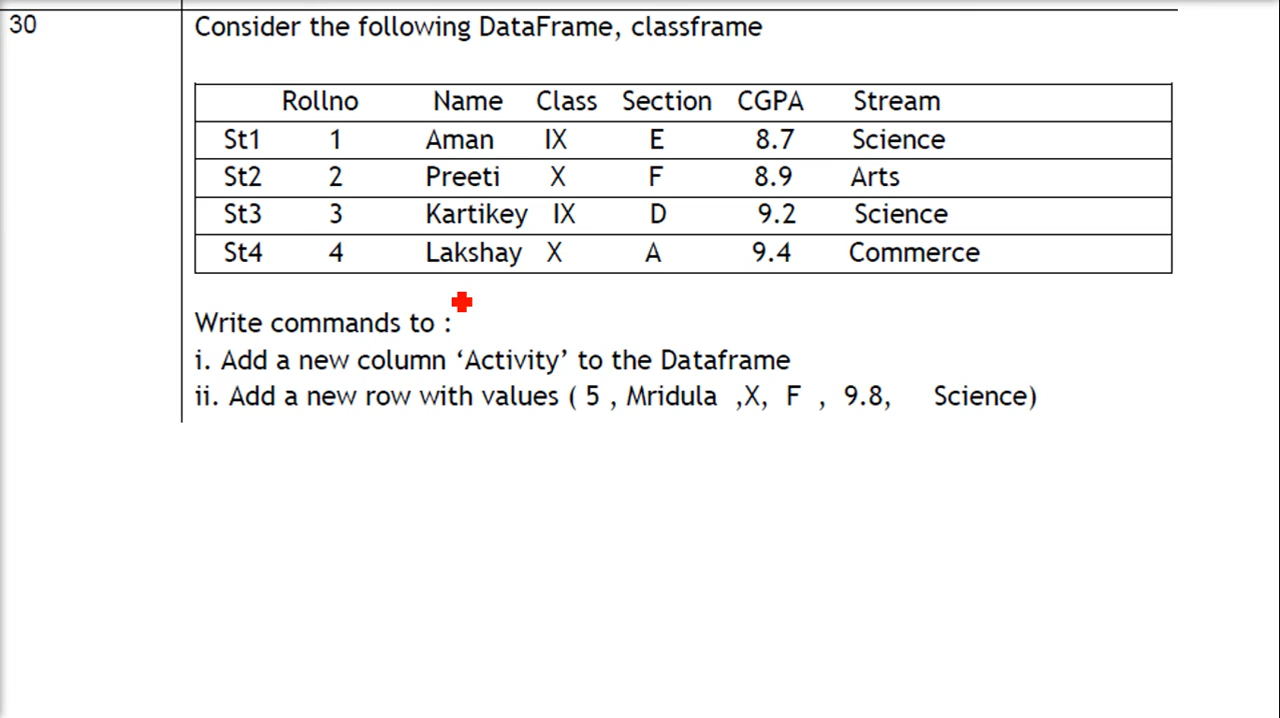 30 Consider the following DataFrame, classframe
Rollno Name Class Section CGPA Stream
St1 1 Aman IX E 8.7 Science
St2 2 Preeti X F 8.9 Arts
St3 3 Kartikey IX D 9.2 Science
St4 4 Lakshay X A 9.4 Commerce
Write commands to :
i. Add a new column ‘Activity’ to the Dataframe
ii. Add a new row with values ( 5 , Mridula ,X, F , 9.8, Science)